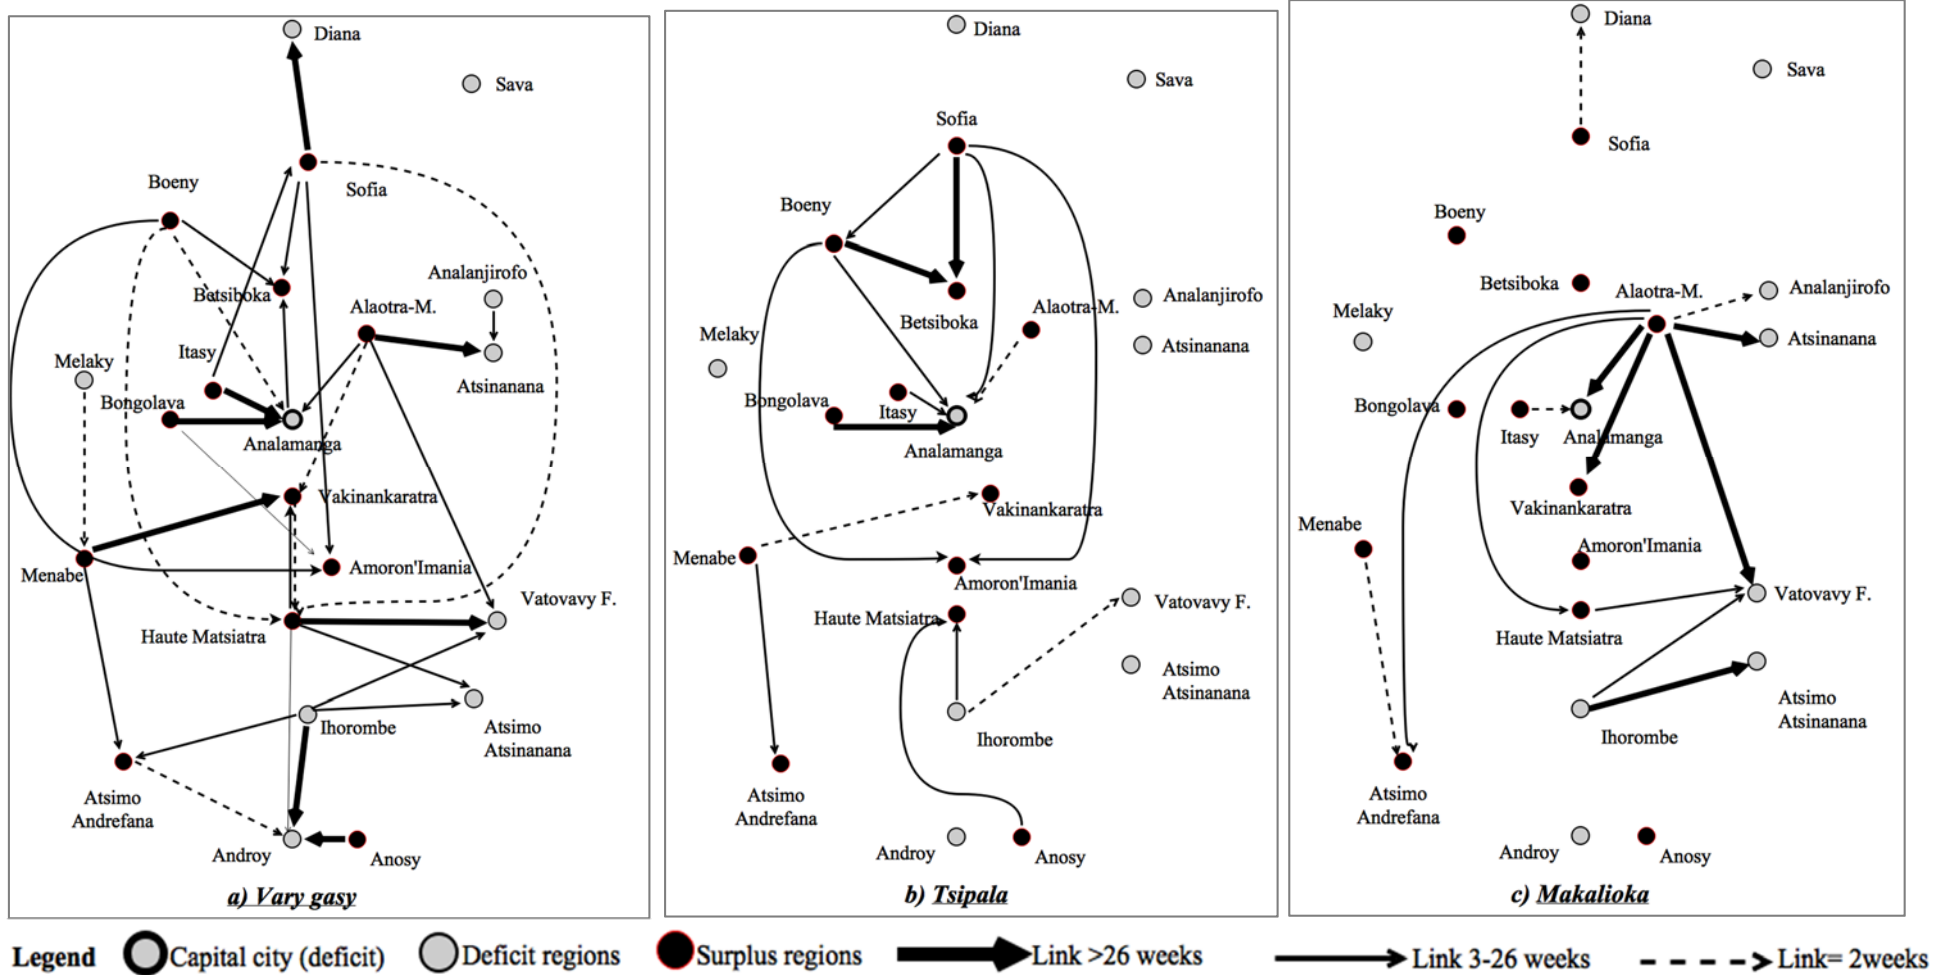 Diana
Sava
Sofia
Boeny
Analanjirofo
Betsiboka
Alaotra-M.
Itasy
Melaky
Atsinanana
Bongolava
Analamanga
Vakinankaratra
Amoron'Imania
Menabe
Vatovavy F.
Haute Matsiatra
Ihorombe
Atsimo
Atsinanana
Atsimo
Andrefana
Androy
Anosy
a) Vary gasy
Diana
Sava
Sofia
Boeny
Analanjirofo
Alaotra-M.
Betsiboka
Melaky
Atsinanana
Bongolava
Itasy
Analamanga
Vakinankaratra
Menabe
Amoron'Imania
Vatovavy F.
Haute Matsiatra
Atsimo
Atsinanana
Ihorombe
Atsimo
Andrefana
Androy
Anosy
b) Tsipala
Diana
Sava
Sofia
Boeny
Betsiboka
Alaotra-M.
Analanjirofo
Melaky
Atsinanana
Bongolava
Itasy
Analamanga
Vakinankaratra
Menabe
Amoron'Imania
Vatovavy F.
Haute Matsiatra
Atsimo
Atsinanana
Ihorombe
Atsimo
Andrefana
Androy
Anosy
c) Makalioka
Legend
Capital city (deficit)
Deficit regions
Surplus regions
Link >26 weeks
Link 3-26 weeks
Link= 2weeks